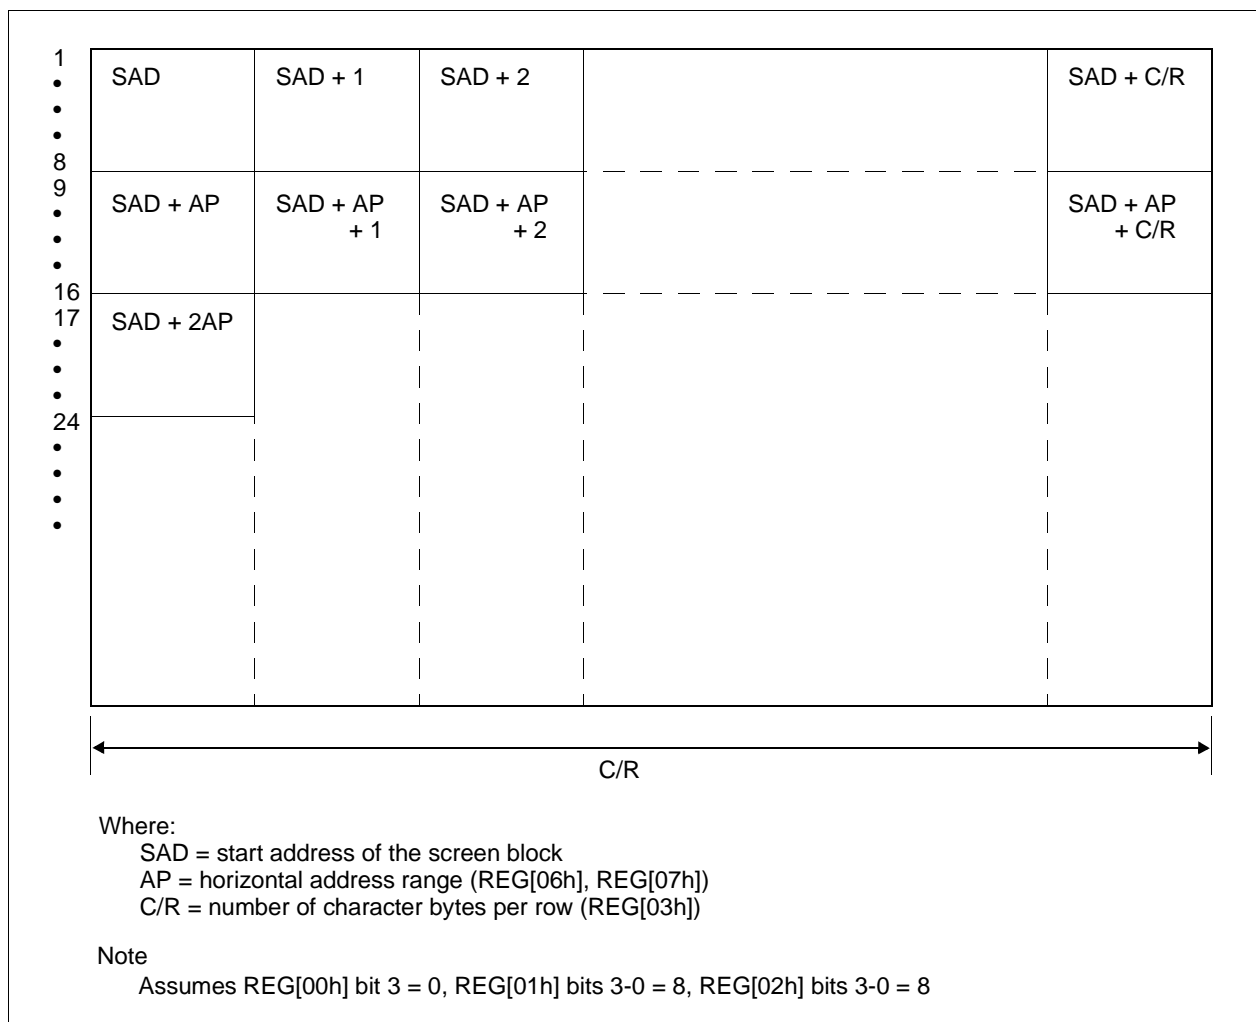 1
•
•
•
8
9
•
•
•
16
17
•
•
•
24
•
•
•
•
SAD
SAD + 1
SAD + 2
SAD + C/R
SAD + AP
SAD + AP
+ 1
SAD + AP
+ 2
SAD + AP
+ C/R
SAD + 2AP
C/R
Where:
SAD = start address of the screen block
AP = horizontal address range (REG[06h], REG[07h])
C/R = number of character bytes per row (REG[03h])
Note
Assumes REG[00h] bit 3 = 0, REG[01h] bits 3-0 = 8, REG[02h] bits 3-0 = 8